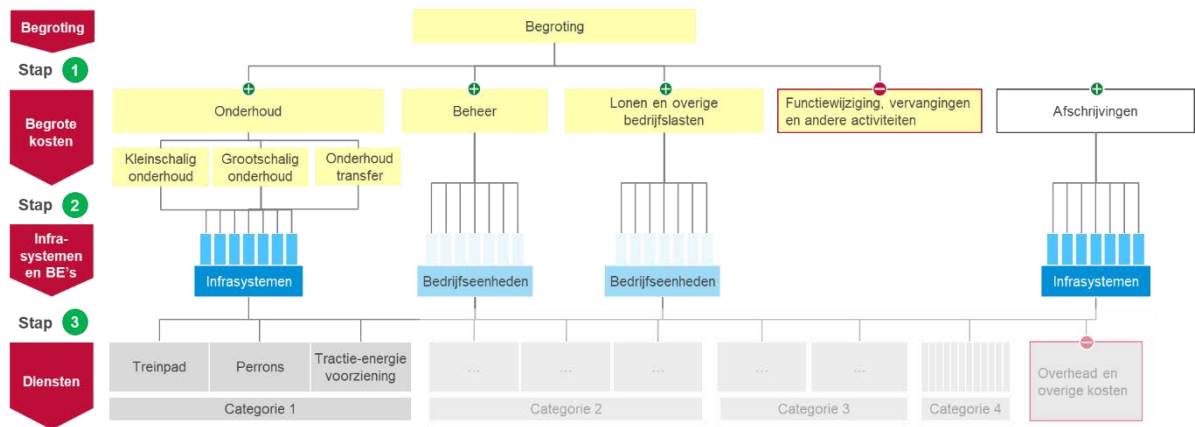 Begroting
Begroting
Stap 1
Begrote
kosten
Onderhoud
Beheer
Lonen en overige
bedrijfslasten
Functiewijziging, vervangingen
en andere activiteiten
Afschrijvingen
Kleinschalig
onderhoud
Grootschalig
onderhoud
Onderhoud
transfer
Stap 2
Infra-
systemen
en BE's
Infrasystemen
Bedrijfseenheden
Bedrijfseenheden
Infrasystemen
Stap 3
Diensten
Treinpad
Perrons
Tractie-energie
voorziening
...
...
...
...
...
Overhead en
overige kosten
Categorie 1
Categorie 2
Categorie 3
Categorie 4